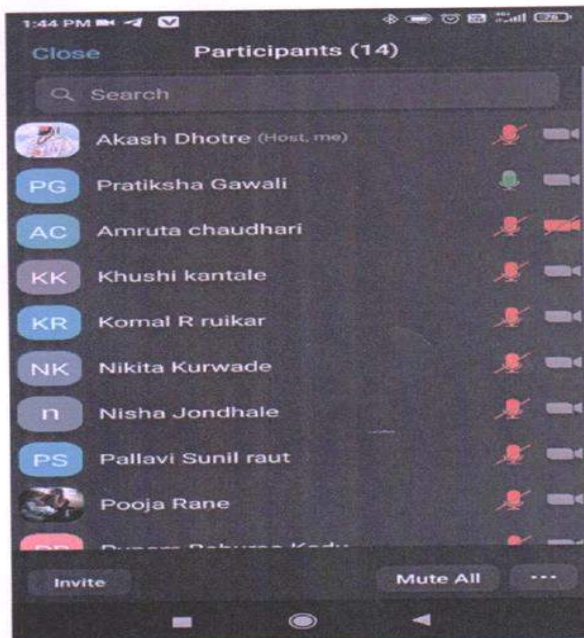 1:44 PM
78
Close
Participants (14)
Search
Akash Dhotre (Host, me)
PG Pratiksha Gawali
AC Amruta chaudhari
KK Khushi kantale
KR Komal R ruikar
NK Nikita Kurwade
n Nisha Jondhale
PS Pallavi Sunil raut
Pooja Rane
Invite
Mute All
...